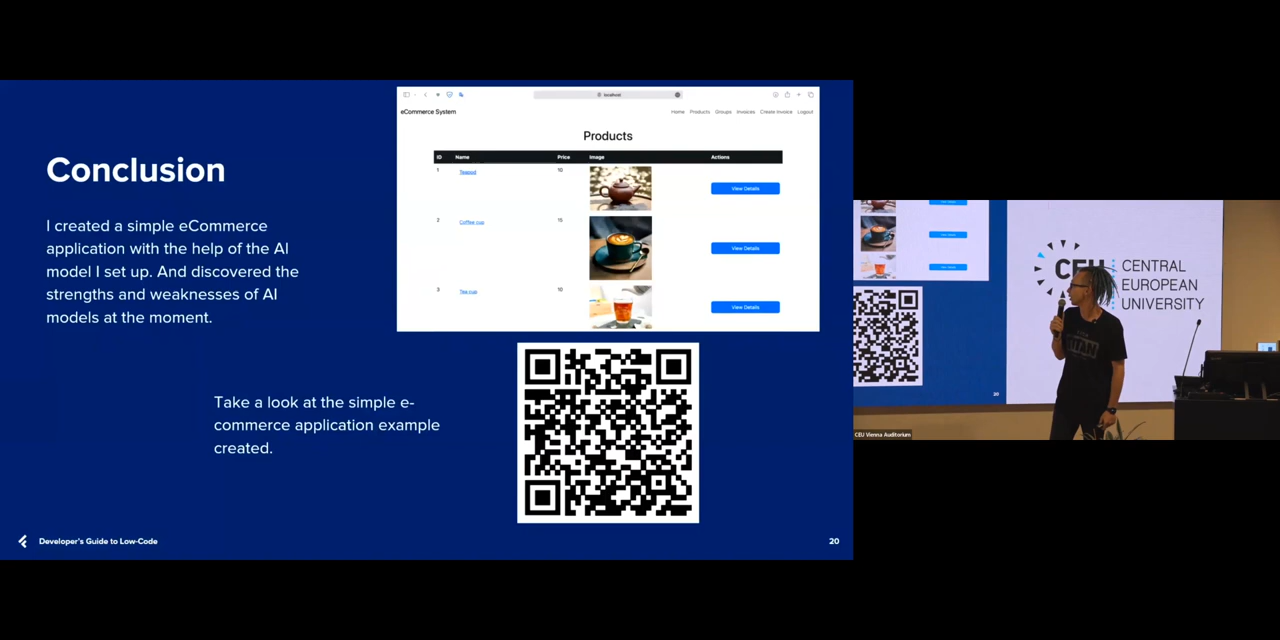 Conclusion
I created a simple eCommerce
application with the help of the AI
model I set up. And discovered the
strengths and weaknesses of AI
models at the moment.
Take a look at the simple e-
commerce application example
created.
localhost
eCommerce System
Home Products Groups Invoices Create Invoice Logout
Products
ID Name Price Image Actions
1 Teapod 10 View Details
2 Coffee cup 15 View Details
3 Tea cup 10 View Details
Developer's Guide to Low-Code
20
CEU CENTRAL
EUROPEAN
UNIVERSITY
20
CEU Vienna Auditorium